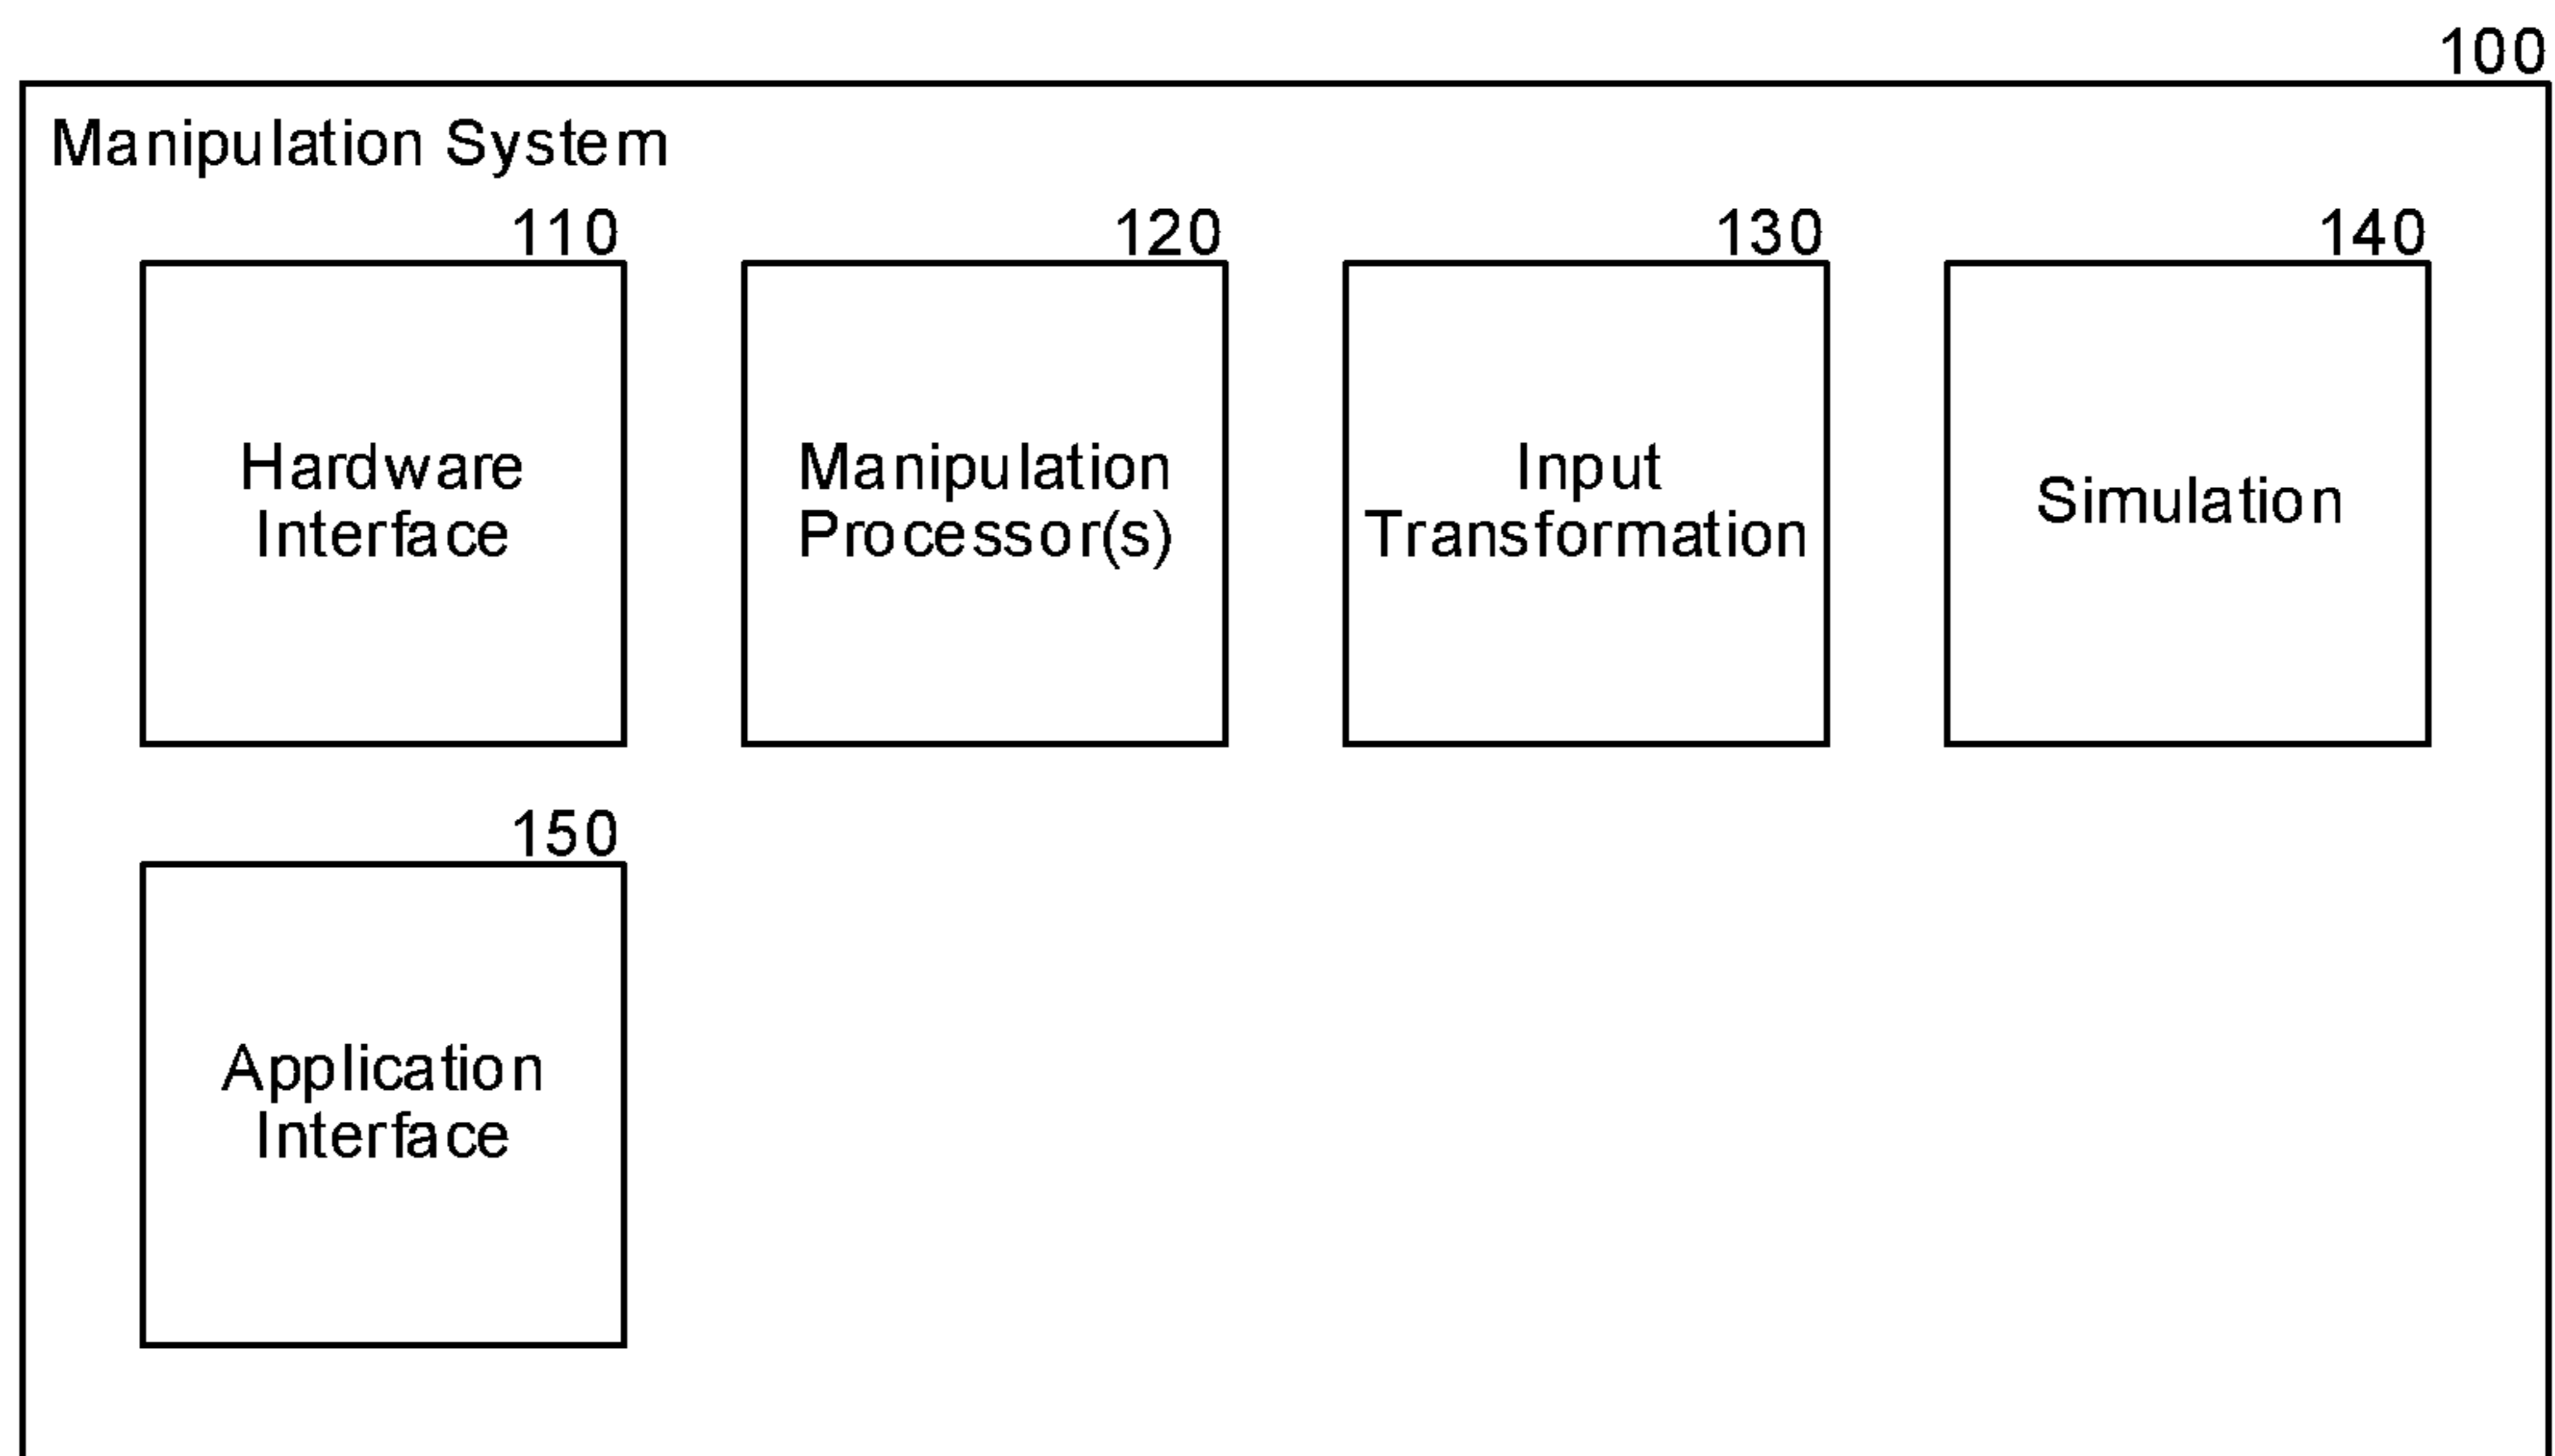 100
Manipulation System
110
120
130
140
Hardware
Interface
Manipulation
Processor(s)
Input
Transformation
Simulation
150
Application
Interface